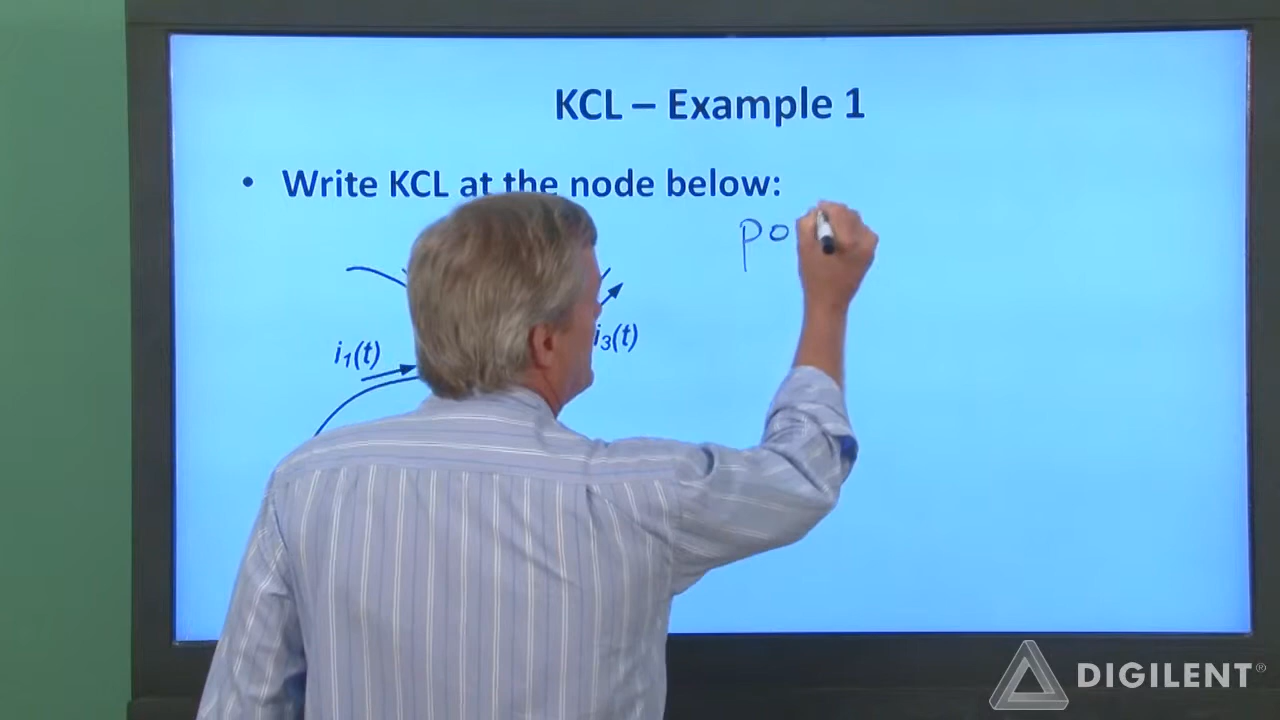 KCL – Example 1
• Write KCL at the node below:
po
i₁(t)
i₃(t)
DIGILENT®